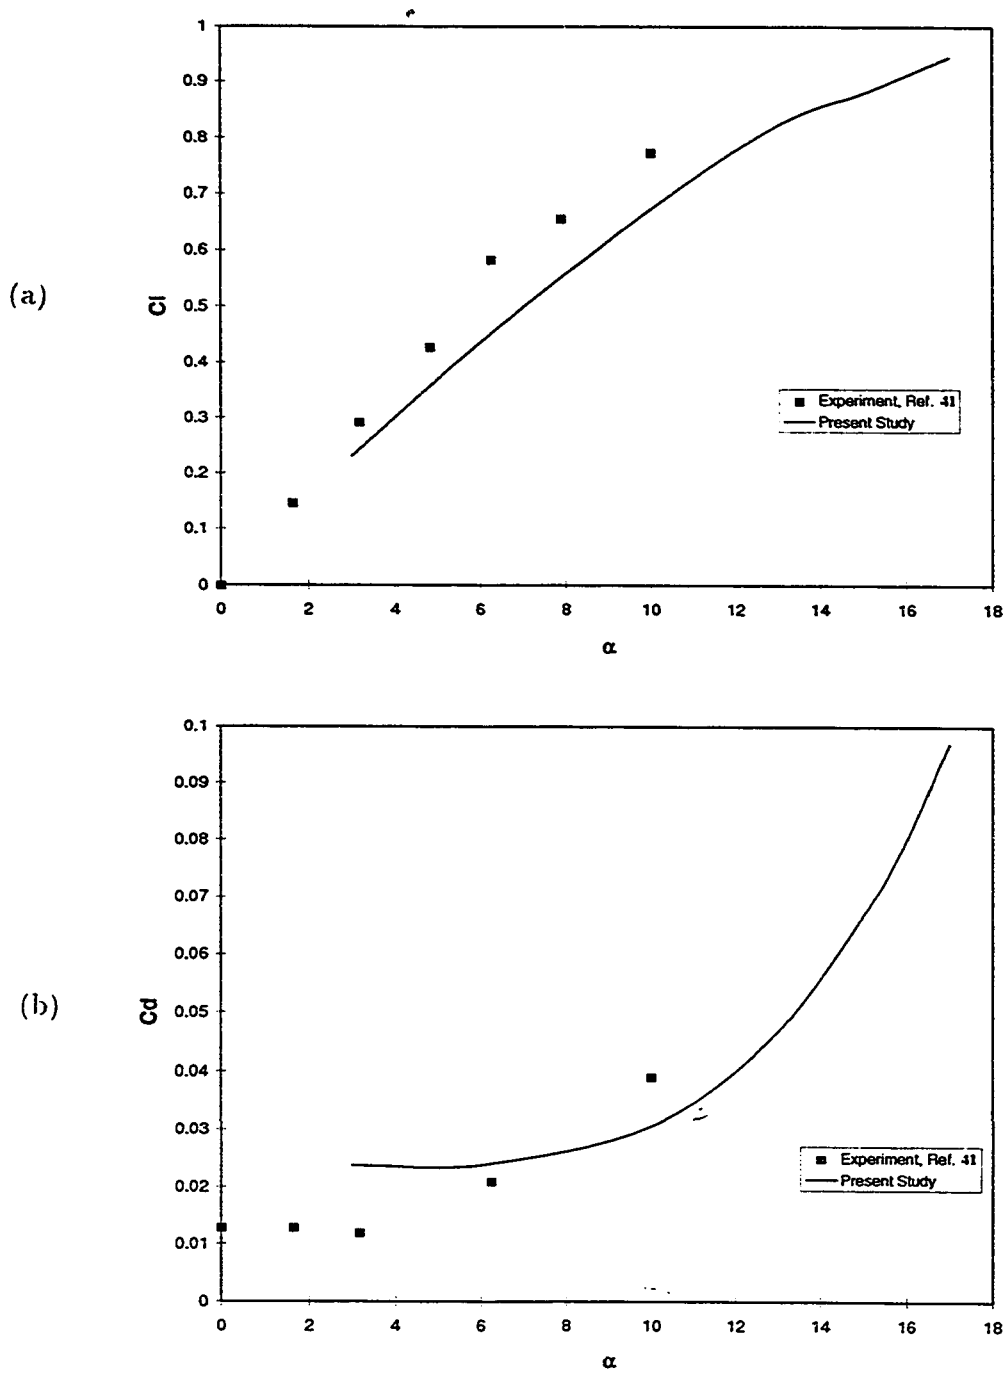 (a)
Cl
1
0.9
0.8
0.7
0.6
0.5
0.4
0.3
0.2
0.1
0
0 2 4 6 8 10 12 14 16 18
α
Experiment, Ref. 41
Present Study
(b)
Cd
0.1
0.09
0.08
0.07
0.06
0.05
0.04
0.03
0.02
0.01
0
0 2 4 6 8 10 12 14 16 18
α
Experiment, Ref. 41
Present Study